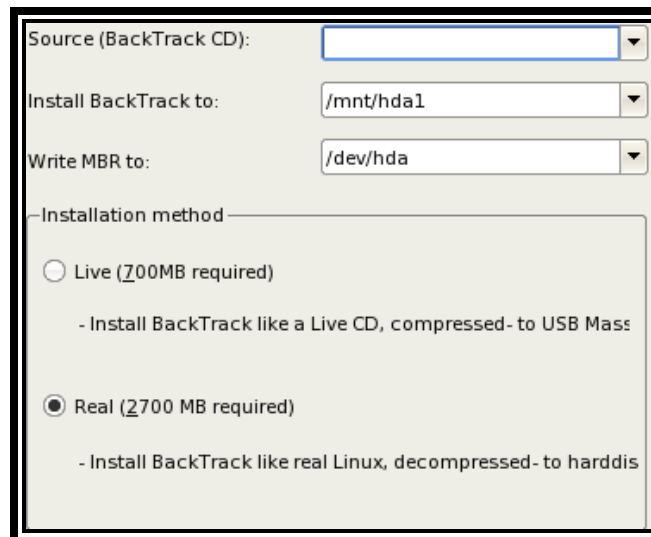 Source (BackTrack CD):
Install BackTrack to: /mnt/hda1
Write MBR to: /dev/hda
Installation method
Live (700MB required)
- Install BackTrack like a Live CD, compressed- to USB Mass
Real (2700 MB required)
- Install BackTrack like real Linux, decompressed- to harddis